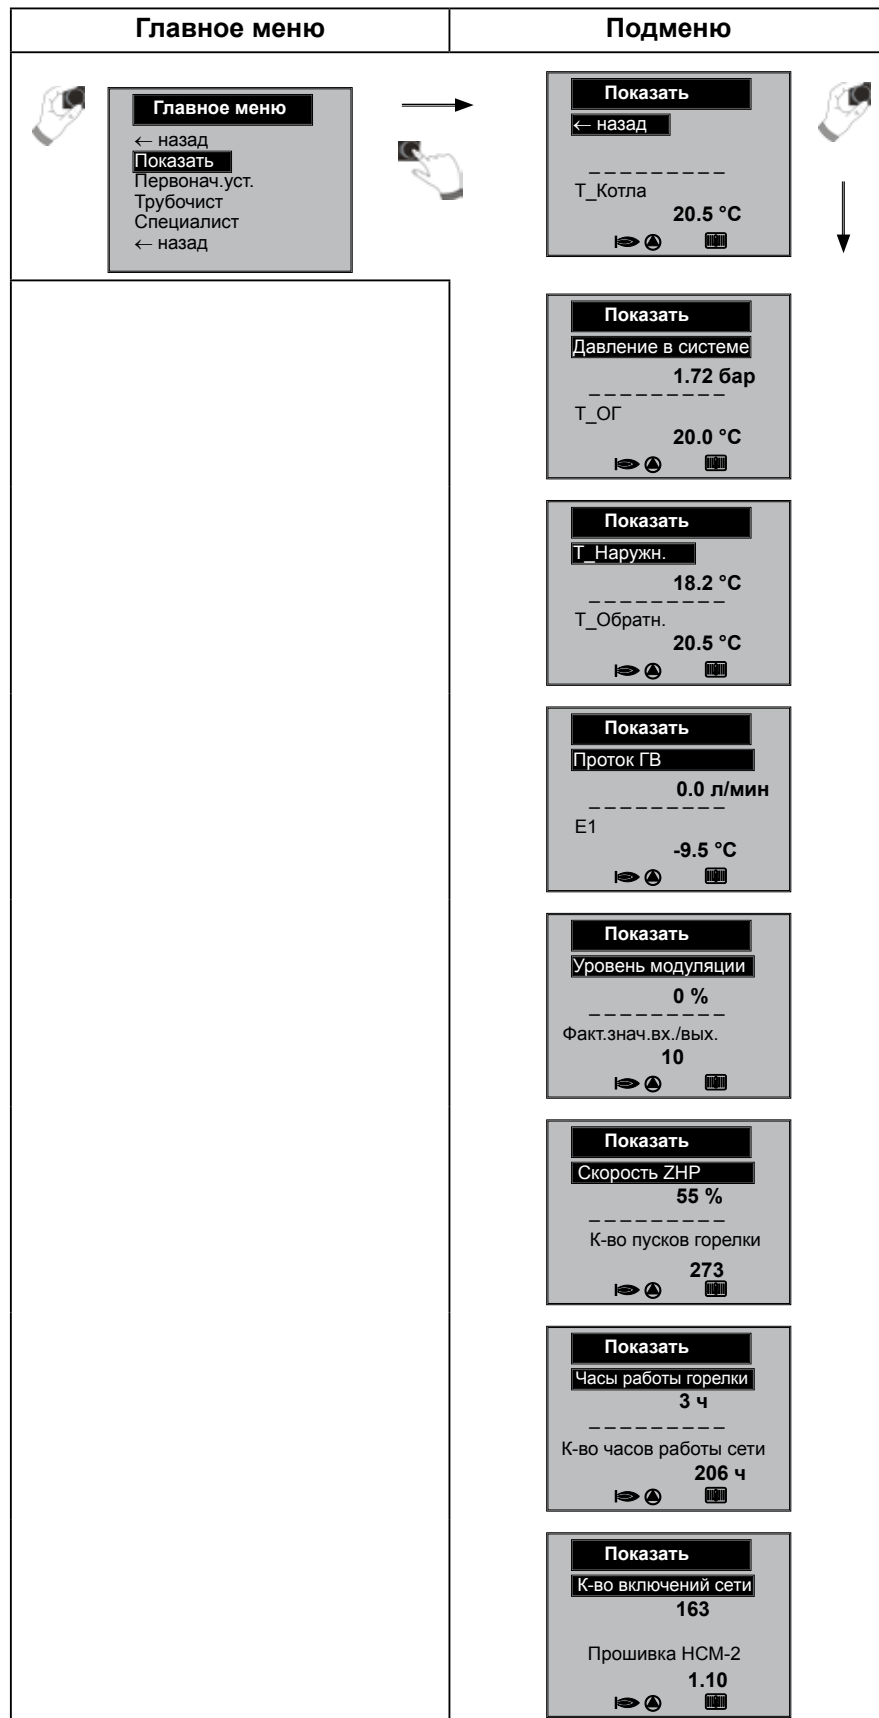 Главное меню
Подменю
Главное меню
← назад
Показать
Первонач.уст.
Трубочист
Специалист
← назад
Показать
← назад
_ _ _ _ _ _ _ _ _
Т_Котла
20.5 °C
Показать
Давление в системе
1.72 бар
_ _ _ _ _ _ _ _ _
Т_ОГ
20.0 °C
Показать
Т_Наружн.
18.2 °C
_ _ _ _ _ _ _ _ _
Т_Обратн.
20.5 °C
Показать
Проток ГВ
0.0 л/мин
_ _ _ _ _ _ _ _ _
E1
-9.5 °C
Показать
Уровень модуляции
0 %
_ _ _ _ _ _ _ _ _
Факт.знач.вх./вых.
10
Показать
Скорость ZHP
55 %
_ _ _ _ _ _ _ _ _
К-во пусков горелки
273
Показать
Часы работы горелки
3 ч
_ _ _ _ _ _ _ _ _
К-во часов работы сети
206 ч
Показать
К-во включений сети
163
Прошивка HCM-2
1.10